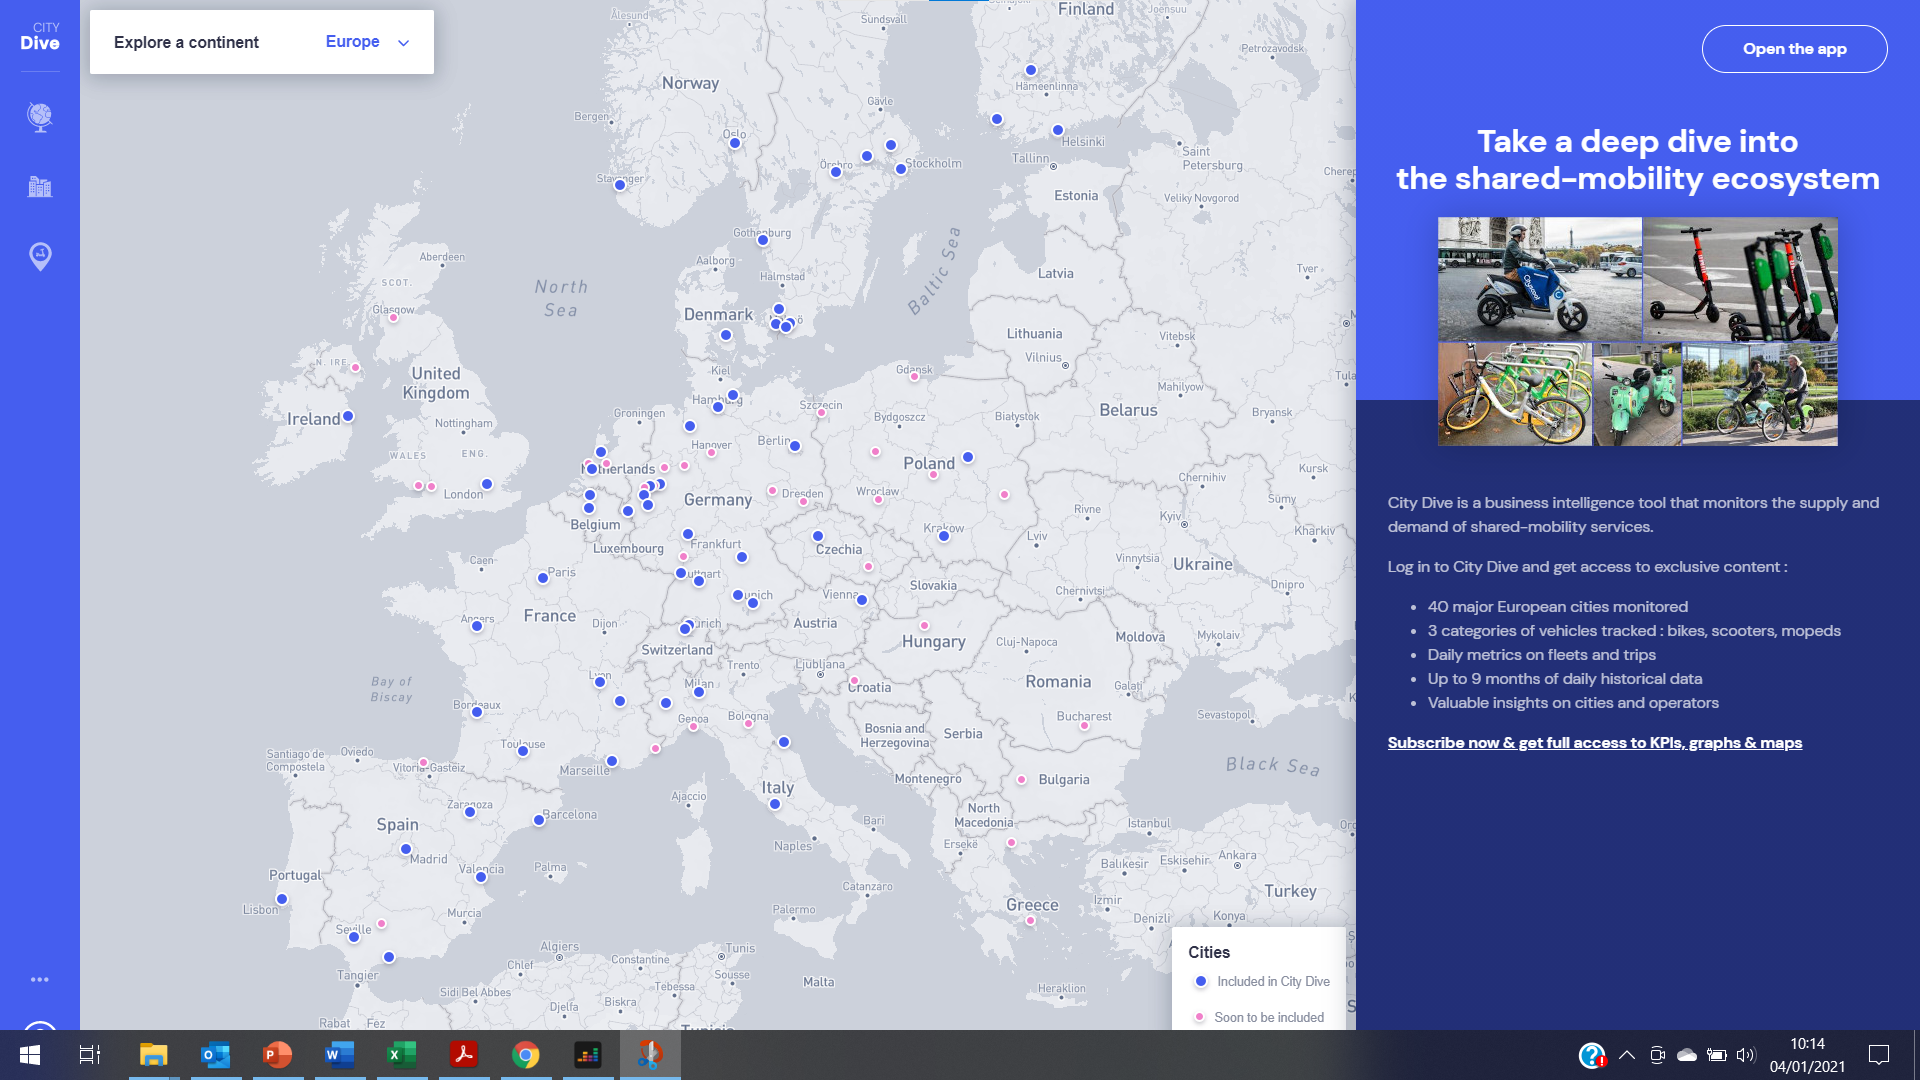 CITY
Dive
Explore a continent
Europe
Open the app
Take a deep dive into
the shared-mobility ecosystem
City Dive is a business intelligence tool that monitors the supply and
demand of shared-mobility services.
Log in to City Dive and get access to exclusive content :
40 major European cities monitored
3 categories of vehicles tracked : bikes, scooters, mopeds
Daily metrics on fleets and trips
Up to 9 months of daily historical data
Valuable insights on cities and operators
Subscribe now & get full access to KPIs, graphs & maps
Ålesund
Sundsvall
Finland
Joensuu
Petrozavodsk
Norway
Gävle
Hämeenlinna
Bergen
Oslo
Helsinki
Örebro
Stockholm
Tallinn
Saint
Petersburg
Stavanger
Estonia
Veliky Novgorod
Gothenburg
Aberdeen
Aalborg
Baltic Sea
Latvia
Tver
SCOT.
Halmstad
North
Sea
Glasgow
Denmark
Lithuania
Vitebsk
N. IRE.
United
Kingdom
Kiel
Gdansk
Vilnius
Mahilyow
Ireland
Hamburg
Szczecin
Groningen
Bydgoszcz
Białystok
Belarus
Bryansk
Nottingham
Hanover
Berlin
WALES
ENG.
Netherlands
Poland
Kursk
London
Germany
Dresden
Wroclaw
Chernihiv
Sumy
Belgium
Rivne
Kyiv
Krakow
Lviv
Kharkiv
Luxembourg
Frankfurt
Czechia
Caen
Paris
Vinnytsia
Ukraine
Slovakia
Dnipro
Vienna
Chernivtsi
France
Angers
Dijon
Austria
Hungary
Cluj-Napoca
Moldova
Mykolaiv
Switzerland
Trento
Ljubljana
Bay of
Biscay
Lyon
Milan
Croatia
Romania
Galați
Bordeaux
Genoa
Bologna
Bucharest
Sevastopol
Bosnia and
Herzegovina
Serbia
Santiago de
Compostela
Oviedo
Toulouse
Vitoria-Gasteiz
Marseille
Montenegro
Bulgaria
Black Sea
Italy
Ajaccio
Zaragoza
Barcelona
North
Macedonia
Spain
Bari
Istanbul
Naples
Ersekë
Madrid
Balıkesir
Eskişehir
Ankara
Portugal
Valencia
Palma
Catanzaro
Turkey
Lisbon
Murcia
Palermo
Greece
Izmir
Denizli
Konya
Seville
Algiers
Tunis
Chlef
Constantine
Sousse
Tangier
Tebessa
Malta
Sidi Bel Abbes
Biskra
Heraklion
Rabat
Fez
Djelfa
Tunisia
Cities
Included in City Dive
Soon to be included
10:14
04/01/2021